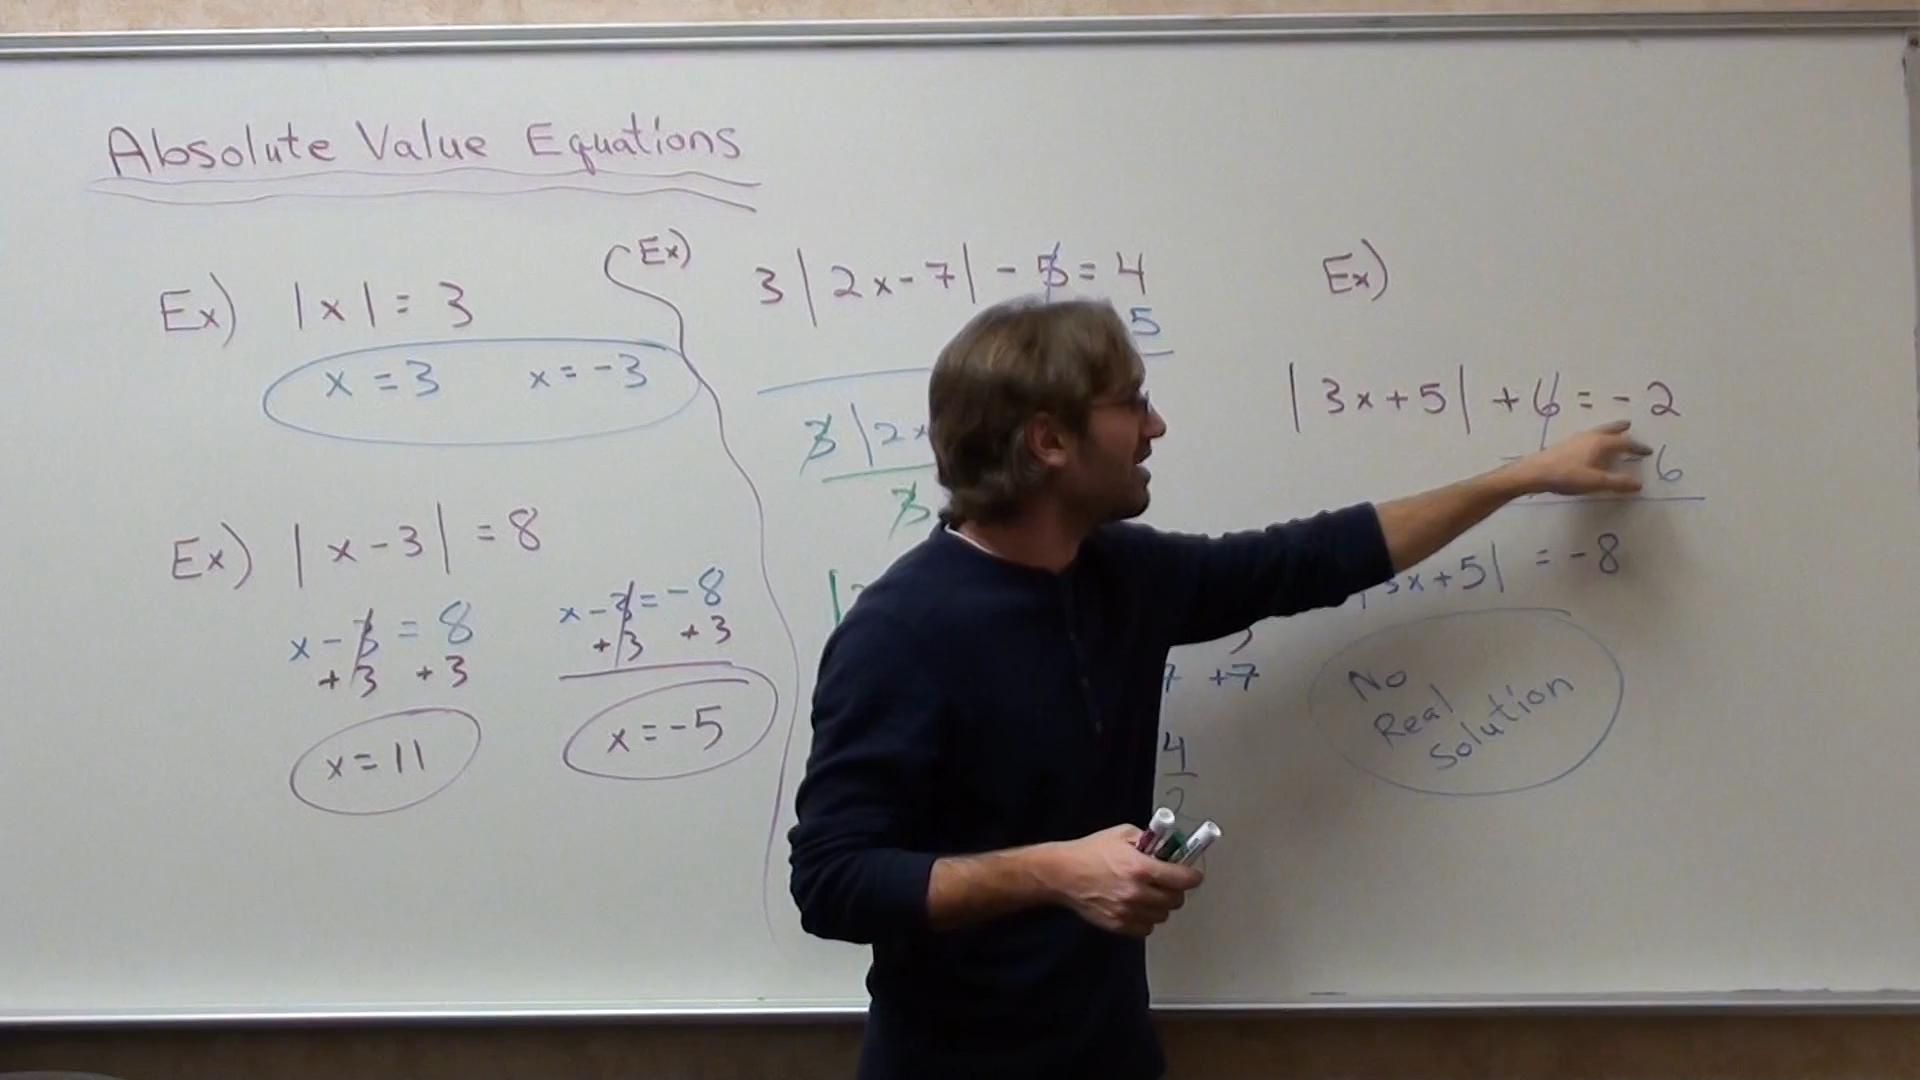 Absolute Value Equations
Ex) |x| = 3
x = 3 x = -3
Ex) |x-3| = 8
x-3 = 8
+3 +3
x = 11
x-3 = -8
+3 +3
x = -5
Ex) 3|2x-7| - 5 = 4
5
3|2x
3
7 +7
4
2
Ex)
|3x+5| + 6 = -2
-6
3x+5| = -8
No
Real
Solution